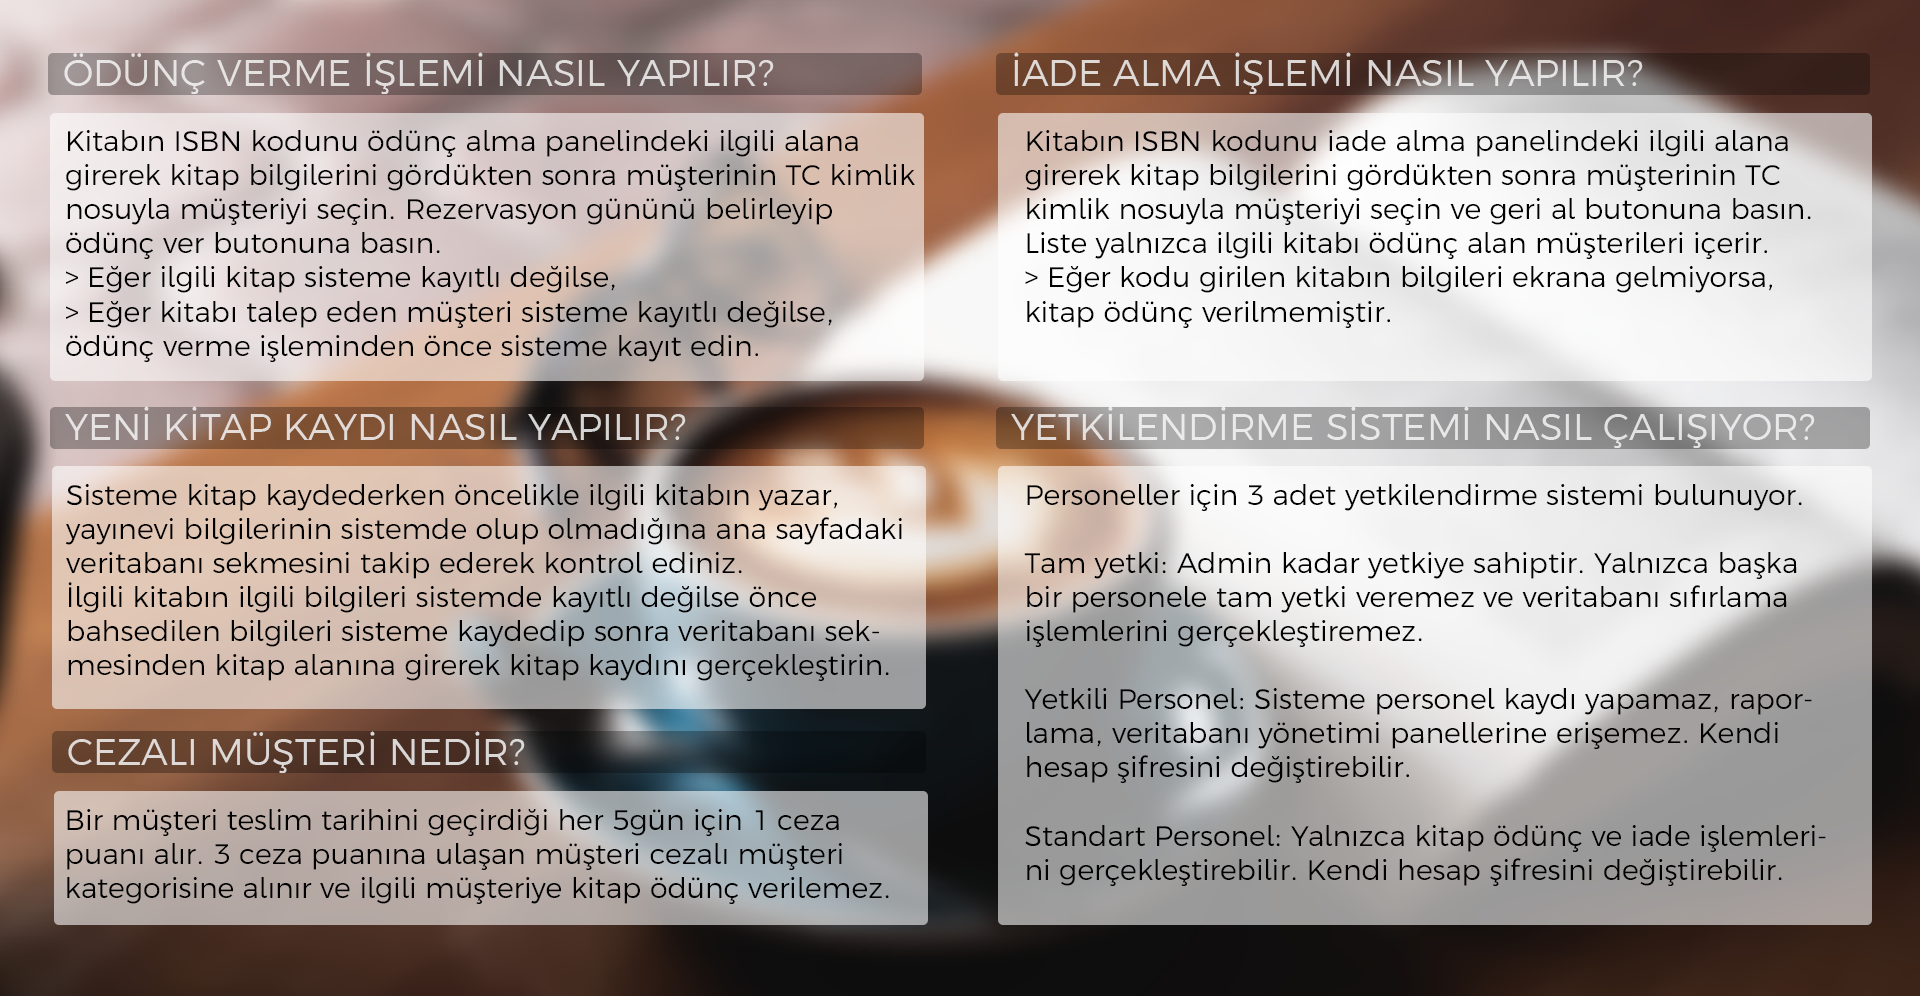 ÖDÜNÇ VERME İŞLEMİ NASIL YAPILIR?
Kitabın ISBN kodunu ödünç alma panelindeki ilgili alana
girerek kitap bilgilerini gördükten sonra müşterinin TC kimlik
nosuyla müşteriyi seçin. Rezervasyon gününü belirleyip
ödünç ver butonuna basın.
> Eğer ilgili kitap sisteme kayıtlı değilse,
> Eğer kitabı talep eden müşteri sisteme kayıtlı değilse,
ödünç verme işleminden önce sisteme kayıt edin.
YENİ KİTAP KAYDI NASIL YAPILIR?
Sisteme kitap kaydederken öncelikle ilgili kitabın yazar,
yayınevi bilgilerinin sistemde olup olmadığına ana sayfadaki
veritabanı sekmesini takip ederek kontrol ediniz.
İlgili kitabın ilgili bilgileri sistemde kayıtlı değilse önce
bahsedilen bilgileri sisteme kaydedip sonra veritabanı sek-
mesinden kitap alanına girerek kitap kaydını gerçekleştirin.
CEZALI MÜŞTERİ NEDİR?
Bir müşteri teslim tarihini geçirdiği her 5gün için 1 ceza
puanı alır. 3 ceza puanına ulaşan müşteri cezalı müşteri
kategorisine alınır ve ilgili müşteriye kitap ödünç verilemez.
İADE ALMA İŞLEMİ NASIL YAPILIR?
Kitabın ISBN kodunu iade alma panelindeki ilgili alana
girerek kitap bilgilerini gördükten sonra müşterinin TC
kimlik nosuyla müşteriyi seçin ve geri al butonuna basın.
Liste yalnızca ilgili kitabı ödünç alan müşterileri içerir.
> Eğer kodu girilen kitabın bilgileri ekrana gelmiyorsa,
kitap ödünç verilmemiştir.
YETKİLENDİRME SİSTEMİ NASIL ÇALIŞIYOR?
Personeller için 3 adet yetkilendirme sistemi bulunuyor.
Tam yetki: Admin kadar yetkiye sahiptir. Yalnızca başka
bir personele tam yetki veremez ve veritabanı sıfırlama
işlemlerini gerçekleştiremez.
Yetkili Personel: Sisteme personel kaydı yapamaz, rapor-
lama, veritabanı yönetimi panellerine erişemez. Kendi
hesap şifresini değiştirebilir.
Standart Personel: Yalnızca kitap ödünç ve iade işlemleri-
ni gerçekleştirebilir. Kendi hesap şifresini değiştirebilir.